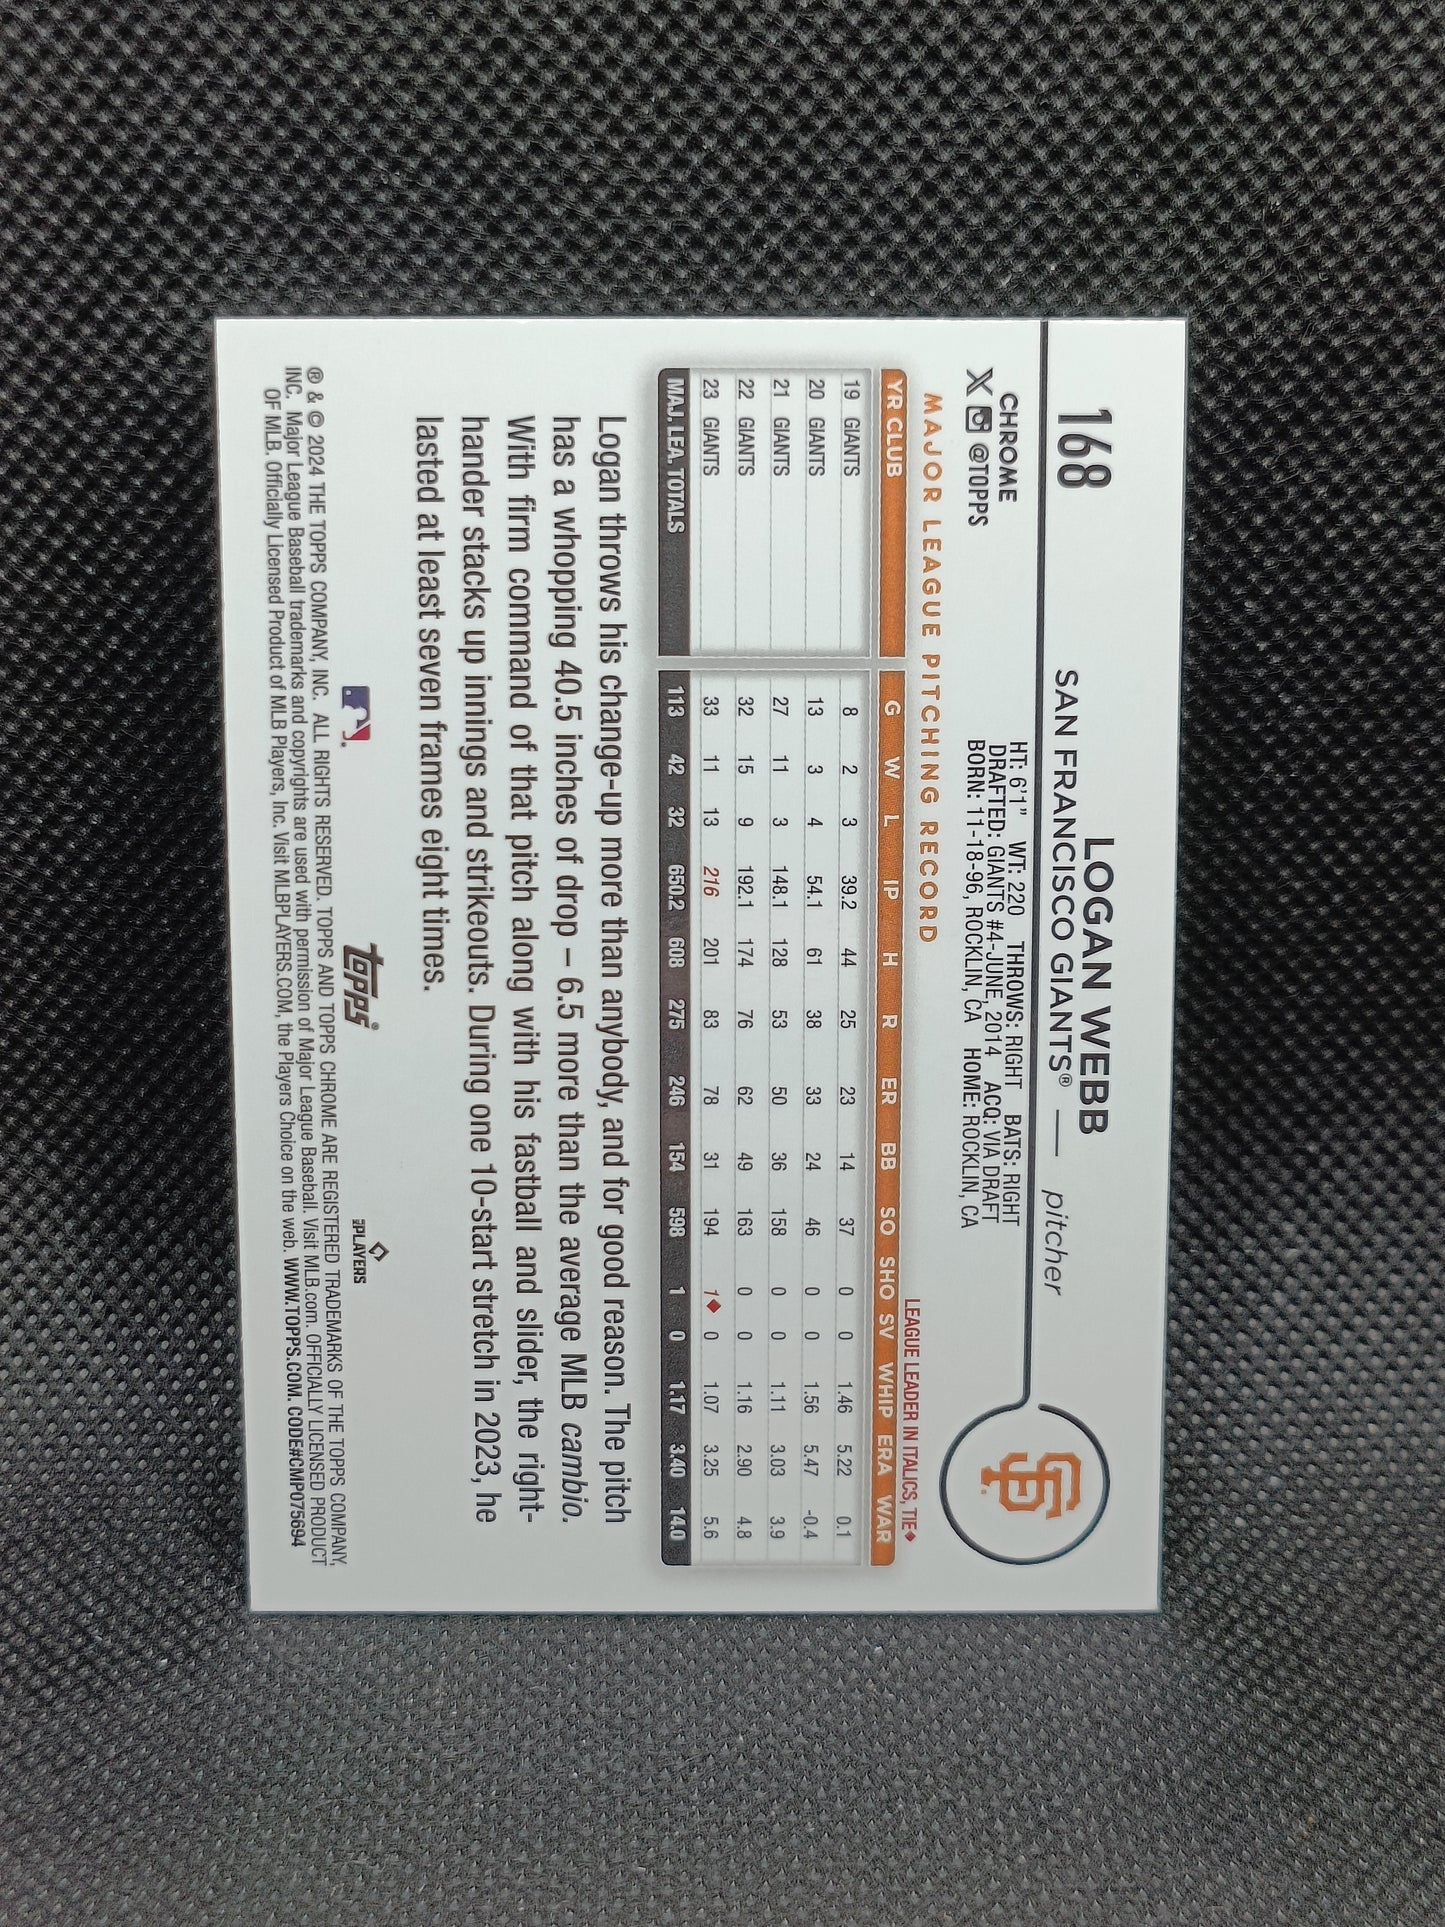 168
LOGAN WEBB
SAN FRANCISCO GIANTS® — pitcher
CHROME
X @TOPPS
HT: 6'1" WT: 220 THROWS: RIGHT BATS: RIGHT
DRAFTED: GIANTS #4-JUNE, 2014 ACQ: VIA DRAFT
BORN: 11-18-96, ROCKLIN, CA HOME: ROCKLIN, CA
SF
MAJOR LEAGUE PITCHING RECORD
LEAGUE LEADER IN ITALICS, TIE♦
YR CLUB G W L IP H R ER BB SO SHO SV WHIP ERA WAR
19 GIANTS 8 2 3 39.2 44 25 23 14 37 0 0 1.46 5.22 0.1
20 GIANTS 13 3 4 54.1 61 38 33 24 46 0 0 1.56 5.47 -0.4
21 GIANTS 27 11 3 148.1 128 53 50 36 158 0 0 1.11 3.03 3.9
22 GIANTS 32 15 9 192.1 174 76 62 49 163 0 0 1.16 2.90 4.8
23 GIANTS 33 11 13 216 201 83 78 31 194 1♦ 0 1.07 3.25 5.6
MAJ. LEA. TOTALS 113 42 32 650.2 608 275 246 154 598 1 0 1.17 3.40 14.0
Logan throws his change-up more than anybody, and for good reason. The pitch
has a whopping 40.5 inches of drop – 6.5 more than the average MLB cambio.
With firm command of that pitch along with his fastball and slider, the right-
hander stacks up innings and strikeouts. During one 10-start stretch in 2023, he
lasted at least seven frames eight times.
topps®
PLAYERS
® & © 2024 THE TOPPS COMPANY, INC. ALL RIGHTS RESERVED. TOPPS AND TOPPS CHROME ARE REGISTERED TRADEMARKS OF THE TOPPS COMPANY,
INC. Major League Baseball trademarks and copyrights are used with permission of Major League Baseball. Visit MLB.com. OFFICIALLY LICENSED PRODUCT
OF MLB. Officially Licensed Product of MLB Players, Inc. Visit MLBPLAYERS.COM, the Players Choice on the web. WWW.TOPPS.COM. CODE#CMP075694